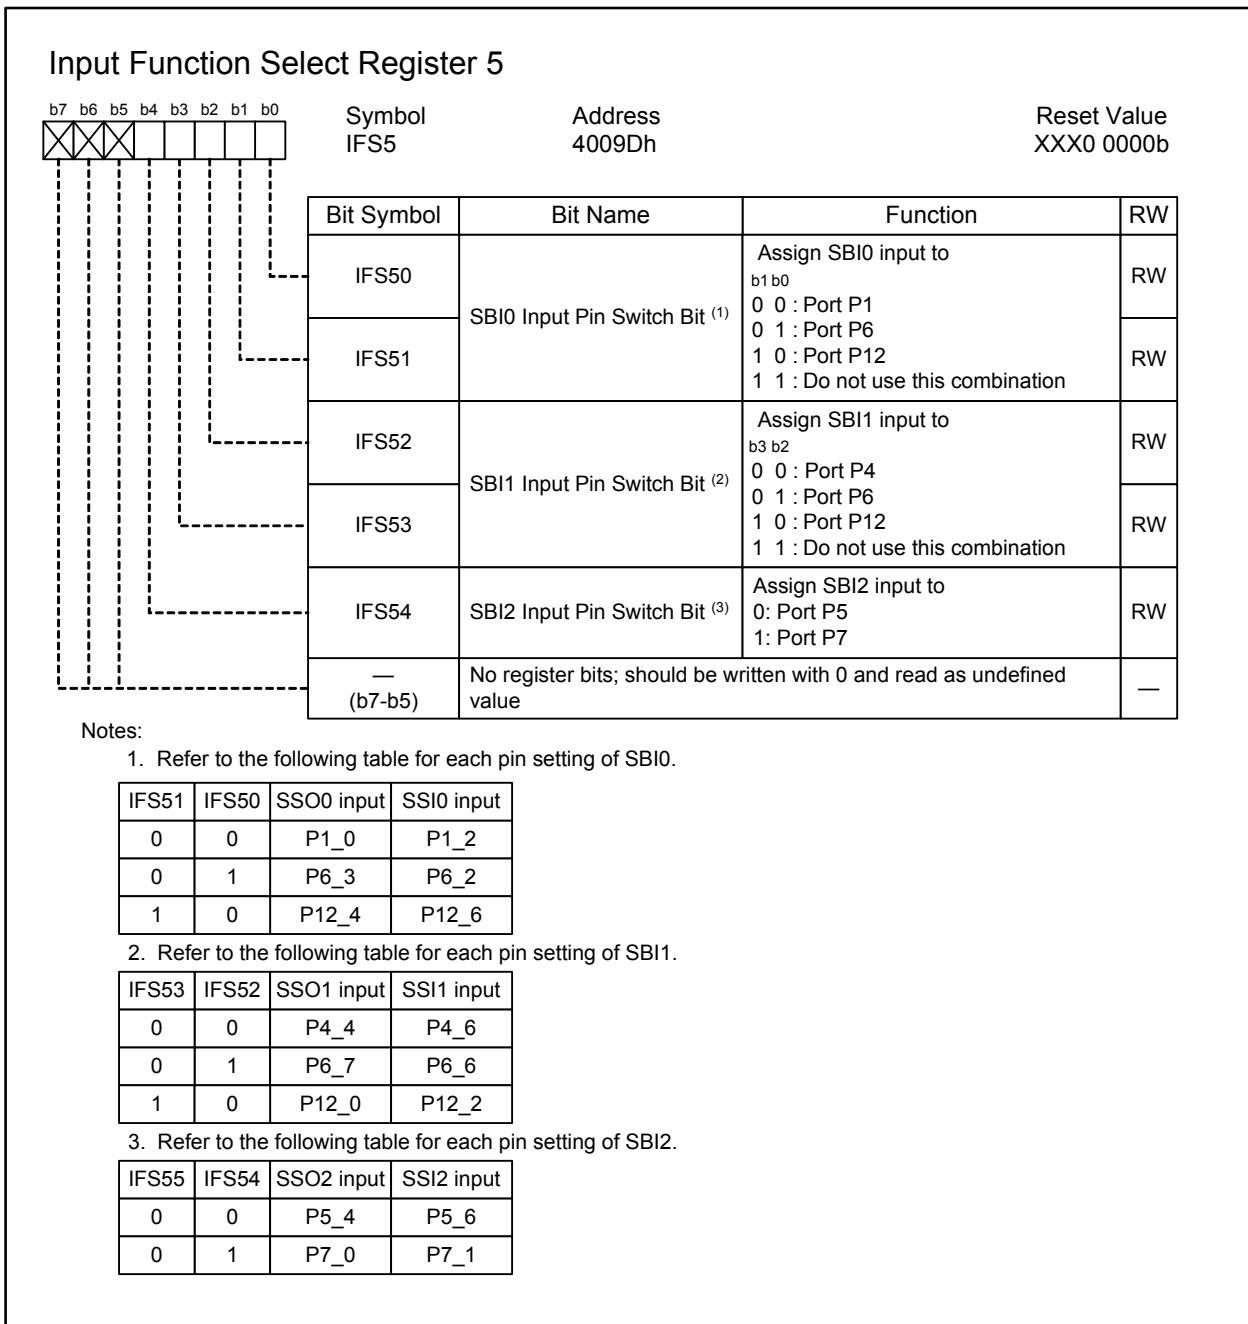 Input Function Select Register 5
b7 b6 b5 b4 b3 b2 b1 b0
Symbol Address Reset Value
IFS5 4009Dh XXX0 0000b
Bit Symbol Bit Name Function RW
IFS50 SBI0 Input Pin Switch Bit (1) Assign SBI0 input to RW
b1 b0
0 0 : Port P1
0 1 : Port P6
IFS51 1 0 : Port P12 RW
1 1 : Do not use this combination
IFS52 SBI1 Input Pin Switch Bit (2) Assign SBI1 input to RW
b3 b2
0 0 : Port P4
0 1 : Port P6
IFS53 1 0 : Port P12 RW
1 1 : Do not use this combination
IFS54 SBI2 Input Pin Switch Bit (3) Assign SBI2 input to RW
0: Port P5
1: Port P7
— No register bits; should be written with 0 and read as undefined —
(b7-b5) value
Notes:
1. Refer to the following table for each pin setting of SBI0.
IFS51 IFS50 SSO0 input SSI0 input
0 0 P1_0 P1_2
0 1 P6_3 P6_2
1 0 P12_4 P12_6
2. Refer to the following table for each pin setting of SBI1.
IFS53 IFS52 SSO1 input SSI1 input
0 0 P4_4 P4_6
0 1 P6_7 P6_6
1 0 P12_0 P12_2
3. Refer to the following table for each pin setting of SBI2.
IFS55 IFS54 SSO2 input SSI2 input
0 0 P5_4 P5_6
0 1 P7_0 P7_1